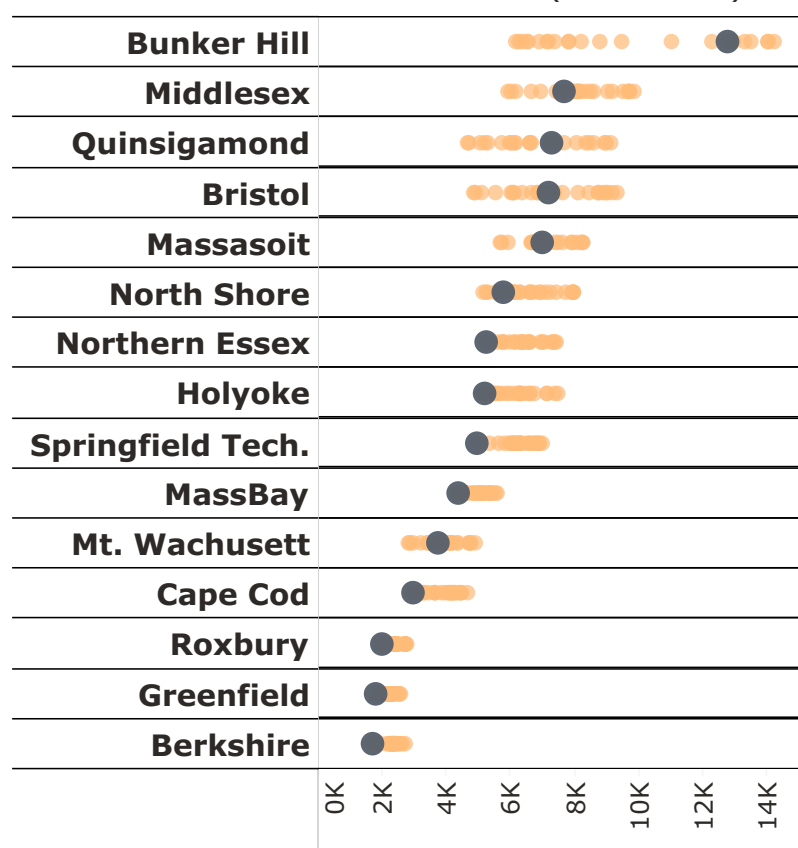 Bunker Hill
Middlesex
Quinsigamond
Bristol
Massasoit
North Shore
Northern Essex
Holyoke
Springfield Tech.
MassBay
Mt. Wachusett
Cape Cod
Roxbury
Greenfield
Berkshire
0K 2K 4K 6K 8K 10K 12K 14K